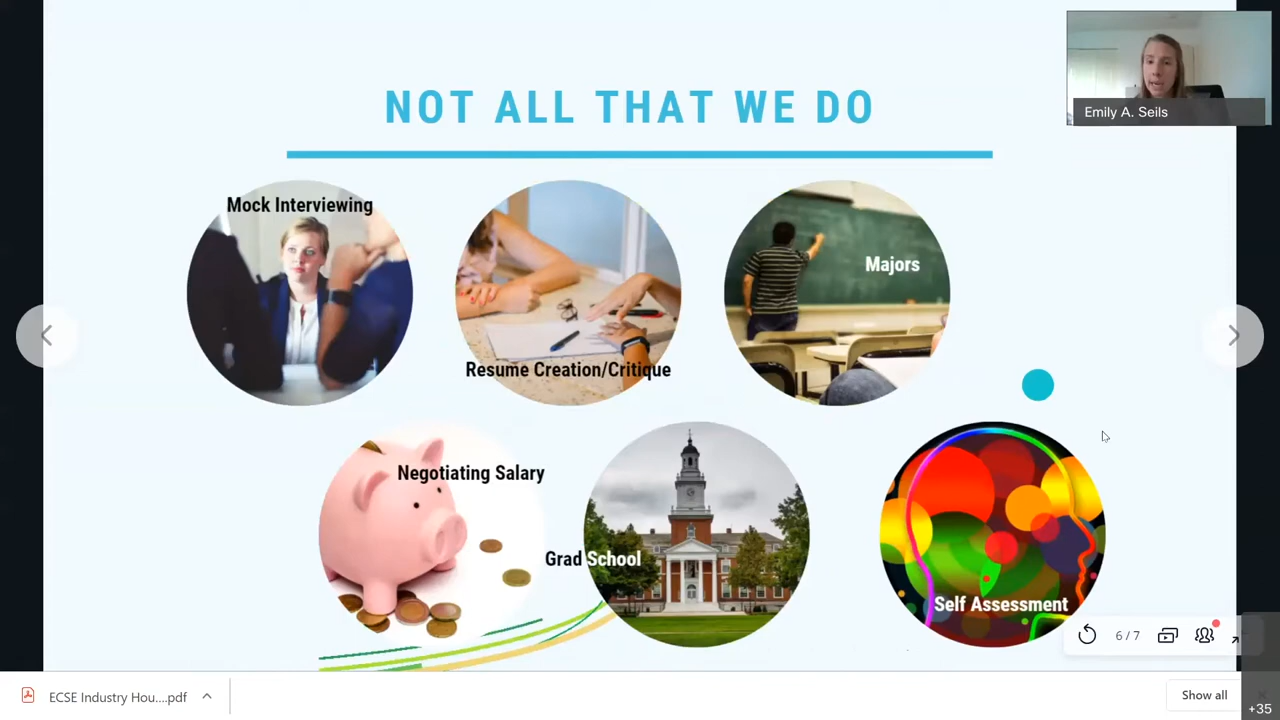 NOT ALL THAT WE DO
Emily A. Seils
Mock Interviewing
Resume Creation/Critique
Majors
Negotiating Salary
Grad School
Self Assessment
6 / 7
ECSE Industry Hou....pdf
Show all
+35